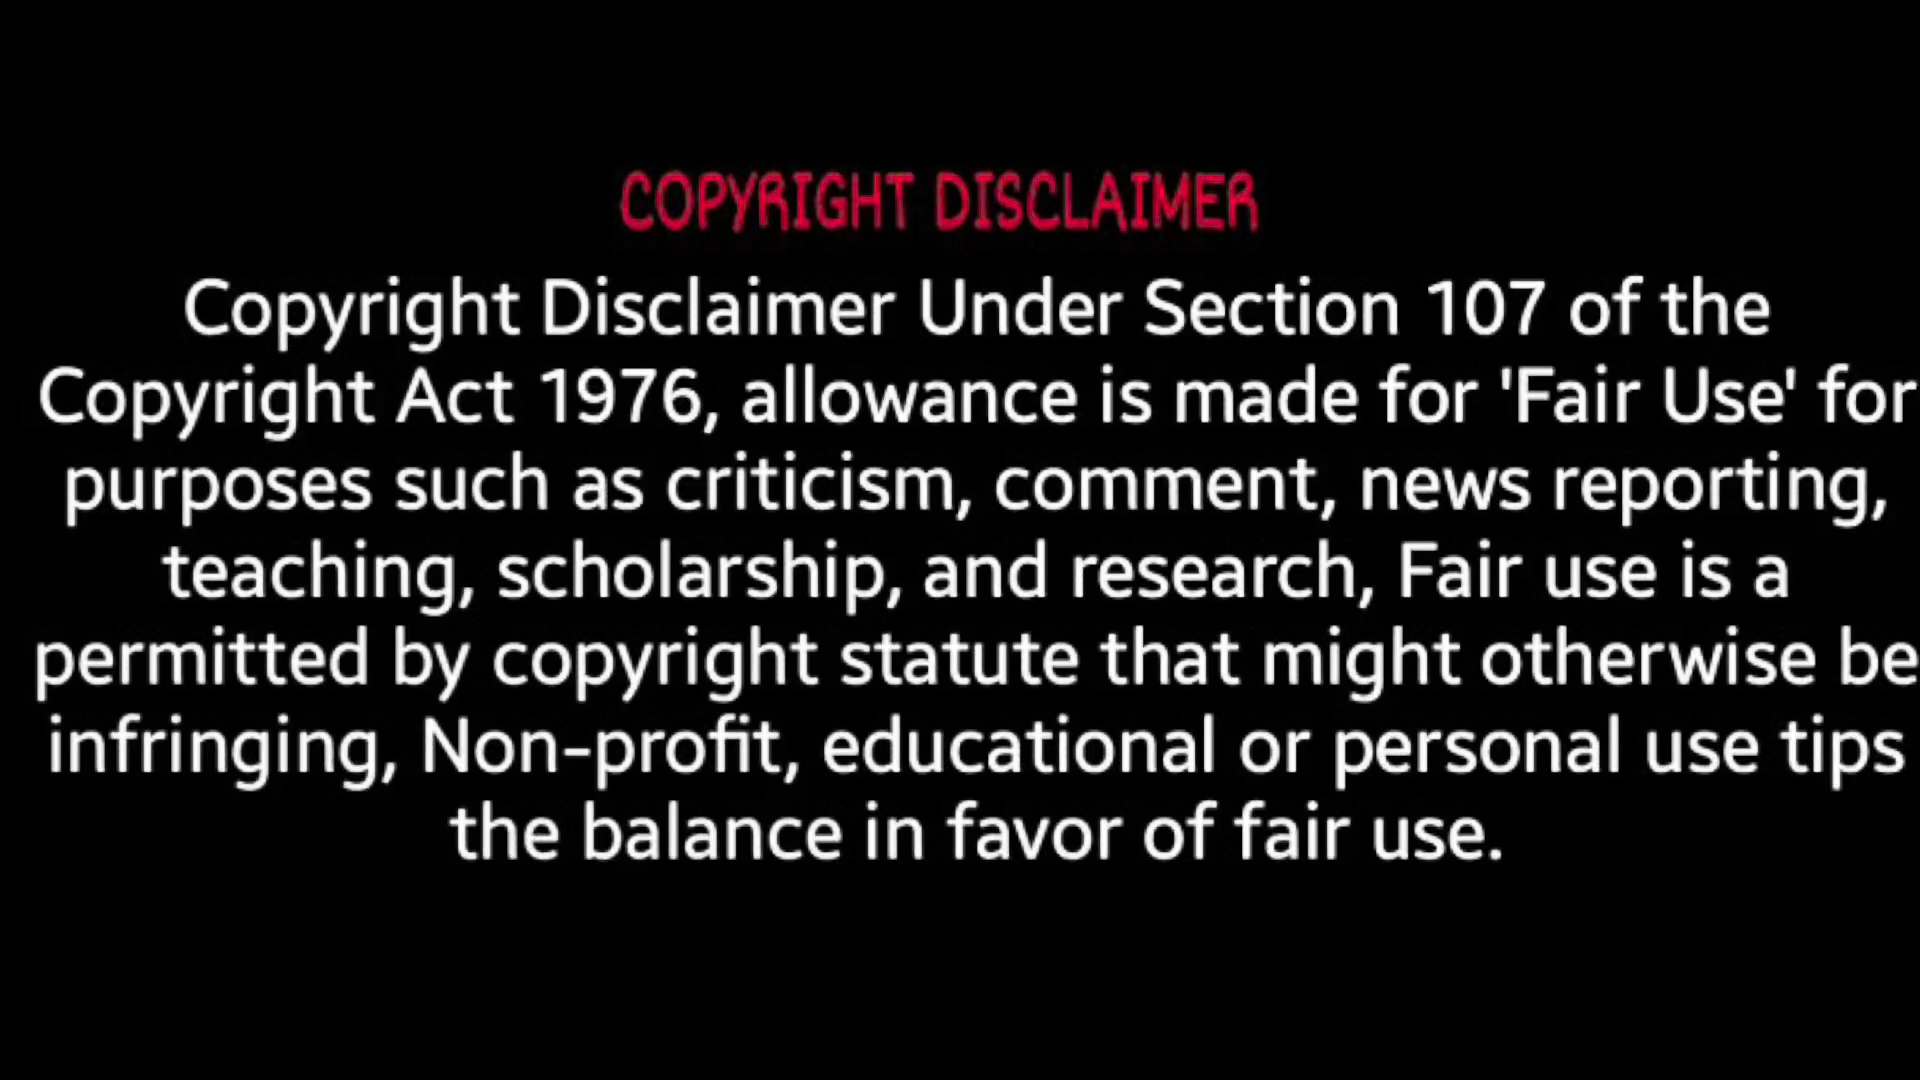 COPYRIGHT DISCLAIMER
Copyright Disclaimer Under Section 107 of the
Copyright Act 1976, allowance is made for 'Fair Use' for
purposes such as criticism, comment, news reporting,
teaching, scholarship, and research, Fair use is a
permitted by copyright statute that might otherwise be
infringing, Non-profit, educational or personal use tips
the balance in favor of fair use.